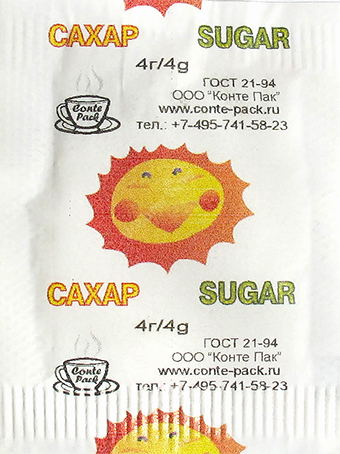 САХАР SUGAR
4г/4g
ГОСТ 21-94
Conte Pack
ООО "Конте Пак"
www.conte-pack.ru
тел.: +7-495-741-58-23
САХАР SUGAR
4г/4g
ГОСТ 21-94
Conte Pack
ООО "Конте Пак"
www.conte-pack.ru
тел.: +7-495-741-58-23